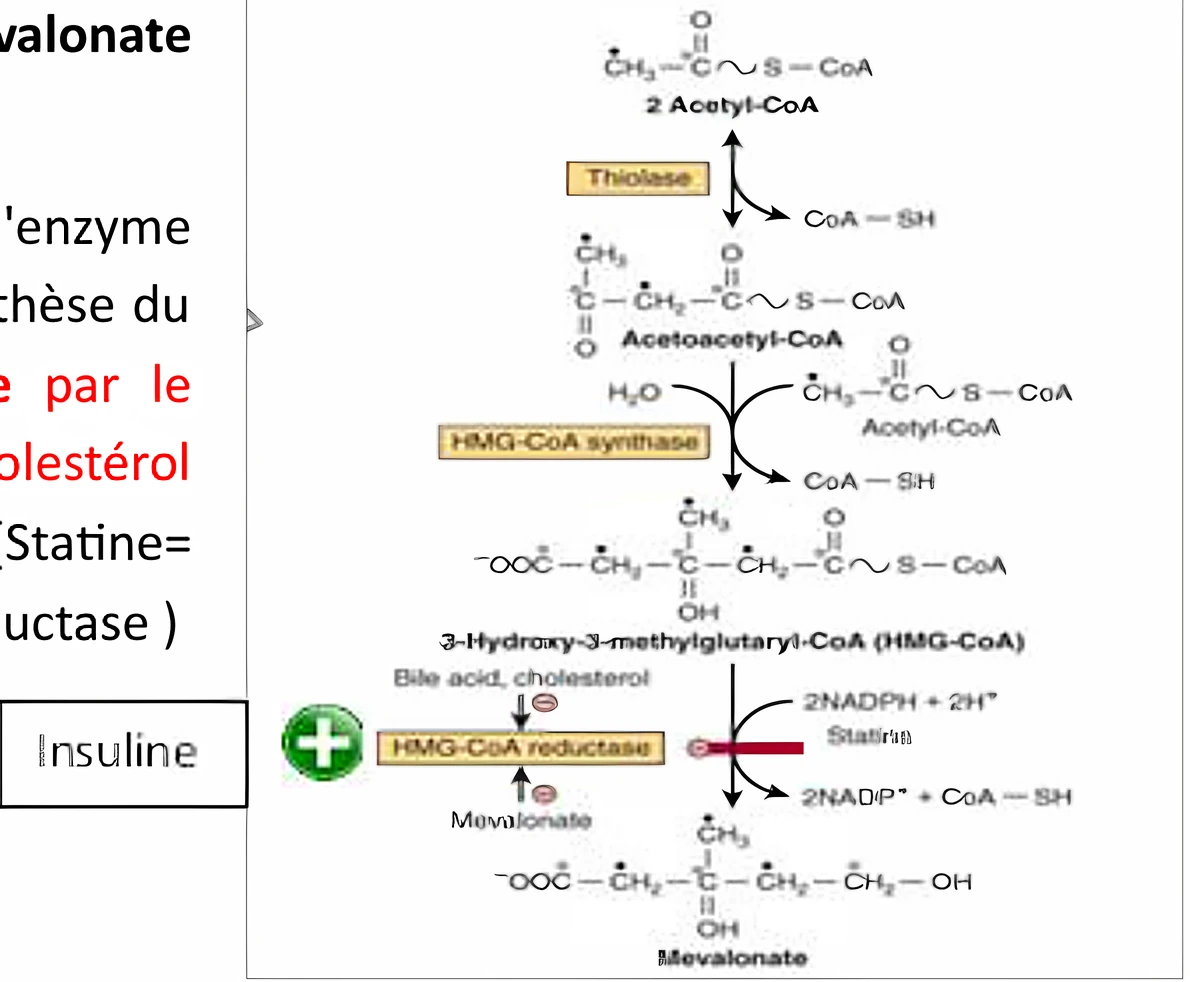 valonate
'enzyme
thèse du
e par le
olestérol
(Statine=
uctase )
Insuline
O
CH₃ — C ~ S — CoA
2 Acetyl-CoA
Thiolase
CoA — SH
CH₃ O
C — CH₂ — C ~ S — CoA
O
Acetoacetyl-CoA
O
H₂O
CH₃ — C ~ S — CoA
Acetyl-CoA
HMG-CoA synthase
CoA — SH
CH₃ O
⁻OOC — CH₂ — C — CH₂ — C ~ S — CoA
OH
3-Hydroxy-3-methylglutaryl-CoA (HMG-CoA)
Bile acid, cholesterol
2NADPH + 2H⁺
HMG-CoA reductase
2NADP⁺ + CoA — SH
Mevalonate
CH₃
⁻OOC — CH₂ — C — CH₂ — CH₂ — OH
OH
Mevalonate